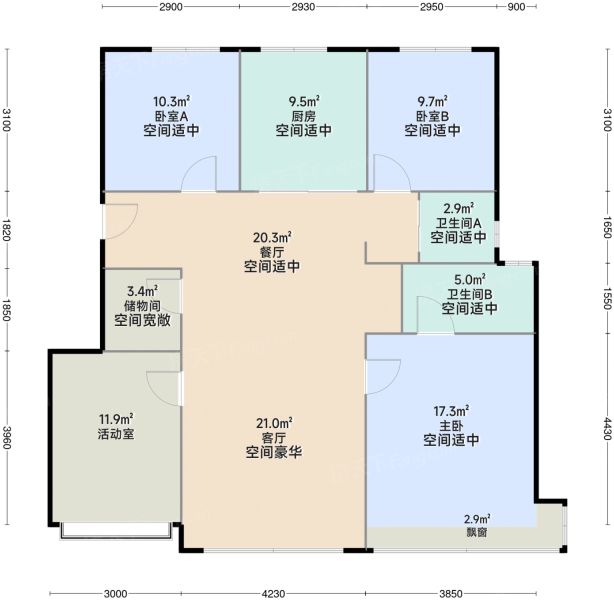 2900 2930 2950 900
3100 3100
10.3㎡
卧室A
空间适中
9.5㎡
厨房
空间适中
9.7㎡
卧室B
空间适中
1820 1650
2.9㎡
卫生间A
空间适中
20.3㎡
餐厅
空间适中
1850 1550
5.0㎡
卫生间B
空间适中
3.4㎡
储物间
空间宽敞
3960 4430
11.9㎡
活动室
21.0㎡
客厅
空间豪华
17.3㎡
主卧
空间适中
2.9㎡
飘窗
3000 4230 3850